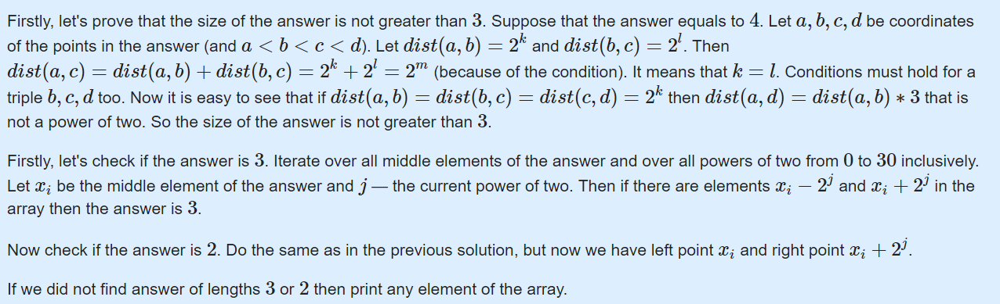 Firstly, let's prove that the size of the answer is not greater than 3. Suppose that the answer equals to 4. Let a, b, c, d be coordinates
of the points in the answer (and a < b < c < d). Let dist(a, b) = 2^k and dist(b, c) = 2^l. Then
dist(a, c) = dist(a, b) + dist(b, c) = 2^k + 2^l = 2^m (because of the condition). It means that k = l. Conditions must hold for a
triple b, c, d too. Now it is easy to see that if dist(a, b) = dist(b, c) = dist(c, d) = 2^k then dist(a, d) = dist(a, b) * 3 that is
not a power of two. So the size of the answer is not greater than 3.
Firstly, let's check if the answer is 3. Iterate over all middle elements of the answer and over all powers of two from 0 to 30 inclusively.
Let x_i be the middle element of the answer and j — the current power of two. Then if there are elements x_i − 2^j and x_i + 2^j in the
array then the answer is 3.
Now check if the answer is 2. Do the same as in the previous solution, but now we have left point x_i and right point x_i + 2^j.
If we did not find answer of lengths 3 or 2 then print any element of the array.